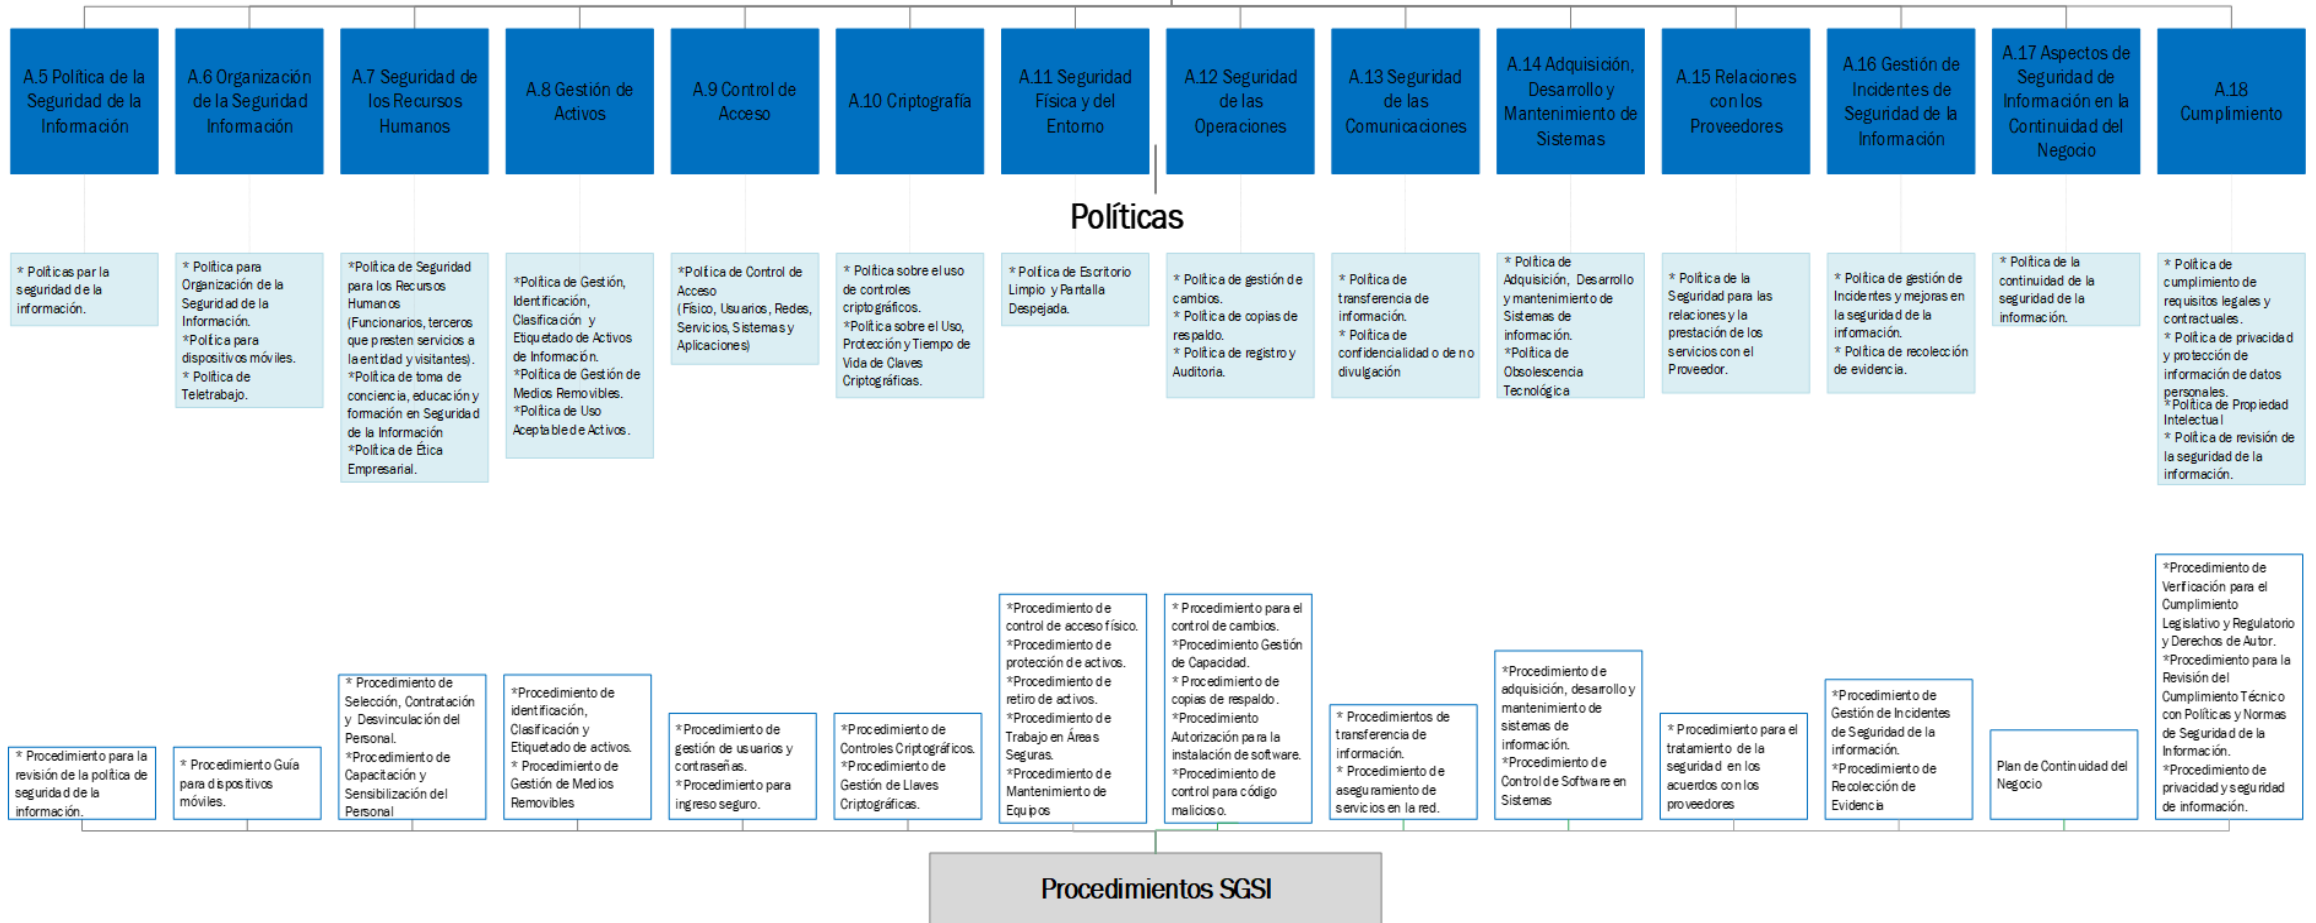 A.5 Política de la
Seguridad de la
Información
A.6 Organización
de la Seguridad
Información
A.7 Seguridad de
los Recursos
Humanos
A.8 Gestión de
Activos
A.9 Control de
Acceso
A.10 Criptografía
A.11 Seguridad
Física y del
Entorno
A.12 Seguridad
de las
Operaciones
A.13 Seguridad
de las
Comunicaciones
A.14 Adquisición,
Desarrollo y
Mantenimiento de
Sistemas
A.15 Relaciones
con los
Proveedores
A.16 Gestión de
Incidentes de
Seguridad de la
Información
A.17 Aspectos de
Seguridad de
Información en la
Continuidad del
Negocio
A.18
Cumplimiento
Políticas
* Políticas par la
seguridad de la
información.
* Política para
Organización de la
Seguridad de la
Información.
*Política para
dispositivos móviles.
* Política de
Teletrabajo.
*Política de Seguridad
para los Recursos
Humanos
(Funcionarios, terceros
que presten servicios a
la entidad y visitantes).
*Política de toma de
conciencia, educación y
formación en Seguridad
de la Información
*Política de Ética
Empresarial.
*Política de Gestión,
Identificación,
Clasificación y
Etiquetado de Activos
de Información.
*Política de Gestión de
Medios Removibles.
*Política de Uso
Aceptable de Activos.
*Política de Control de
Acceso
(Físico, Usuarios, Redes,
Servicios, Sistemas y
Aplicaciones)
* Política sobre el uso
de controles
criptográficos.
*Política sobre el Uso,
Protección y Tiempo de
Vida de Claves
Criptográficas.
* Política de Escritorio
Limpio y Pantalla
Despejada.
* Política de gestión de
cambios.
* Política de copias de
respaldo.
* Política de registro y
Auditoria.
* Política de
transferencia de
información.
* Política de
confidencialidad o de no
divulgación
* Política de
Adquisición, Desarrollo
y mantenimiento de
Sistemas de
información.
*Política de
Obsolescencia
Tecnológica
* Política de la
Seguridad para las
relaciones y la
prestación de los
servicios con el
Proveedor.
* Política de gestión de
Incidentes y mejoras en
la seguridad de la
información.
* Política de recolección
de evidencia.
* Política de la
continuidad de la
seguridad de la
información.
* Política de
cumplimiento de
requisitos legales y
contractuales.
* Política de privacidad
y protección de
información de datos
personales.
*Política de Propiedad
Intelectual
* Política de revisión de
la seguridad de la
información.
* Procedimiento para la
revisión de la política de
seguridad de la
información.
* Procedimiento Guía
para dispositivos
móviles.
* Procedimiento de
Selección, Contratación
y Desvinculación del
Personal.
*Procedimiento de
Capacitación y
Sensibilización del
Personal
*Procedimiento de
identificación,
Clasificación y
Etiquetado de activos.
* Procedimiento de
Gestión de Medios
Removibles
*Procedimiento de
gestión de usuarios y
contraseñas.
*Procedimiento para
ingreso seguro.
*Procedimiento de
Controles Criptográficos.
*Procedimiento de
Gestión de Llaves
Criptográficas.
*Procedimiento de
control de acceso físico.
*Procedimiento de
protección de activos.
*Procedimiento de
retiro de activos.
*Procedimiento de
Trabajo en Áreas
Seguras.
*Procedimiento de
Mantenimiento de
Equipos
* Procedimiento para el
control de cambios.
*Procedimiento Gestión
de Capacidad.
* Procedimiento de
copias de respaldo.
*Procedimiento
Autorización para la
instalación de software.
*Procedimiento de
control para código
malicioso.
* Procedimientos de
transferencia de
información.
* Procedimiento de
aseguramiento de
servicios en la red.
*Procedimiento de
adquisición, desarrollo y
mantenimiento de
sistemas de
información.
*Procedimiento de
Control de Software en
Sistemas
* Procedimiento para el
tratamiento de la
seguridad en los
acuerdos con los
proveedores
*Procedimiento de
Gestión de Incidentes
de Seguridad de la
información.
*Procedimiento de
Recolección de
Evidencia
Plan de Continuidad del
Negocio
*Procedimiento de
Verificación para el
Cumplimiento
Legislativo y Regulatorio
y Derechos de Autor.
*Procedimiento para la
Revisión del
Cumplimiento Técnico
con Políticas y Normas
de Seguridad de la
Información.
*Procedimiento de
privacidad y seguridad
de información.
Procedimientos SGSI